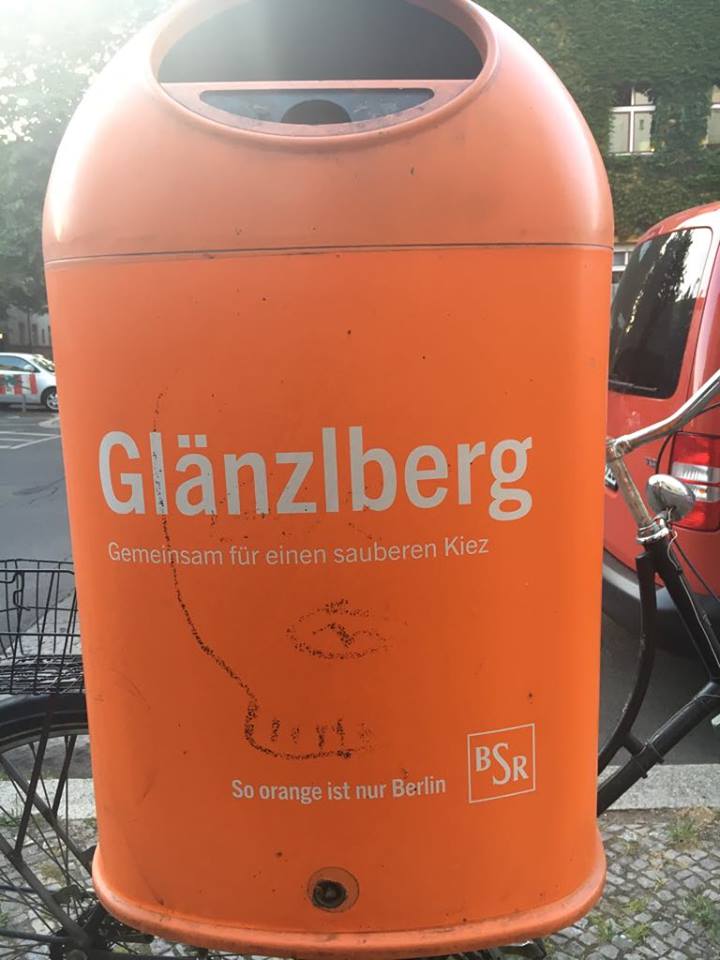 Glänzlberg
Gemeinsam für einen sauberen Kiez
So orange ist nur Berlin
BSR